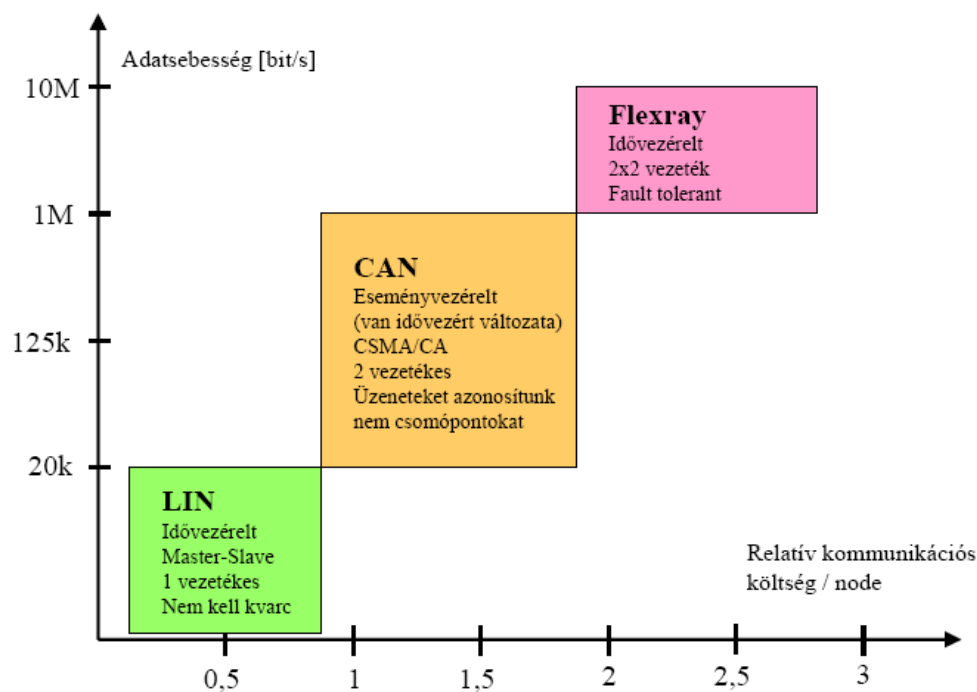 Adatsebesség [bit/s]
10M
1M
125k
20k
Flexray
Idővezérelt
2x2 vezeték
Fault tolerant
CAN
Eseményvezérelt
(van idővezért változata)
CSMA/CA
2 vezetékes
Üzeneteket azonosítunk
nem csomópontokat
LIN
Idővezérelt
Master-Slave
1 vezetékes
Nem kell kvarc
Relatív kommunikációs
költség / node
0,5
1
1,5
2
2,5
3